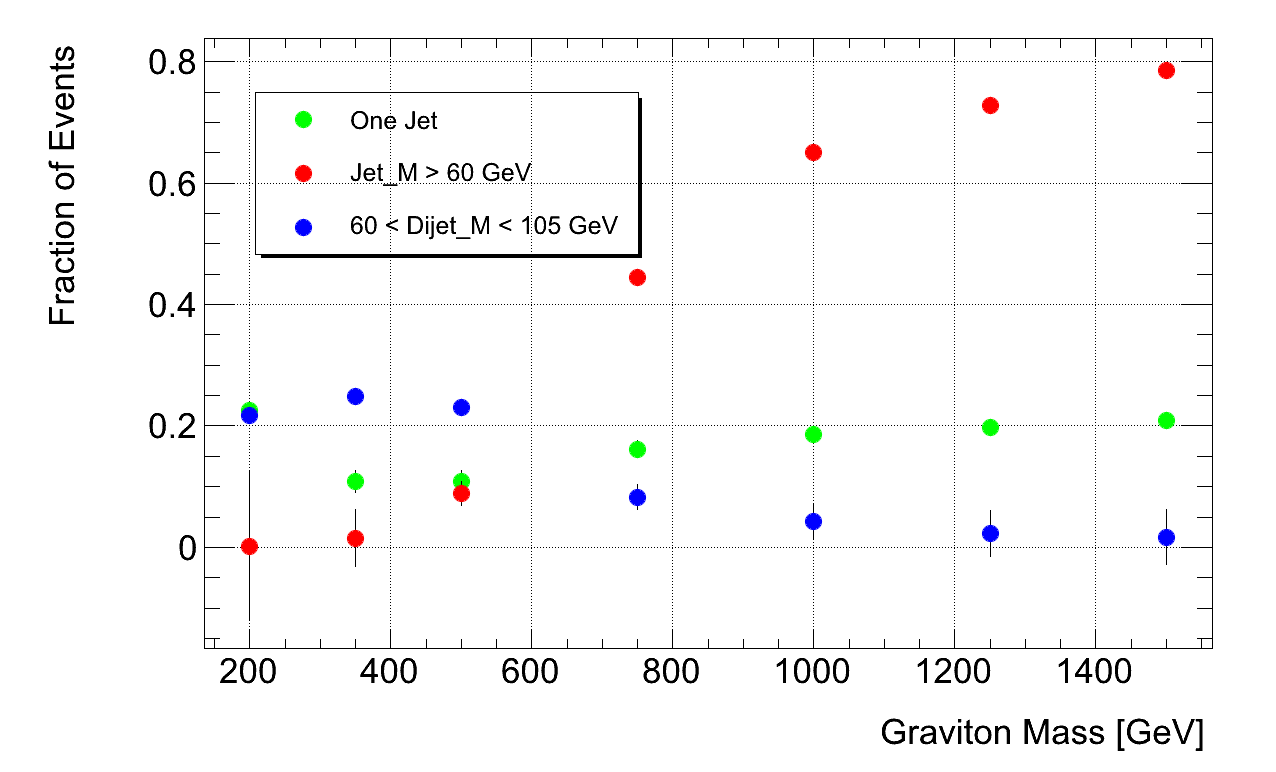 Fraction of Events
0.8
0.6
0.4
0.2
0
One Jet
Jet_M > 60 GeV
60 < Dijet_M < 105 GeV
200 400 600 800 1000 1200 1400
Graviton Mass [GeV]